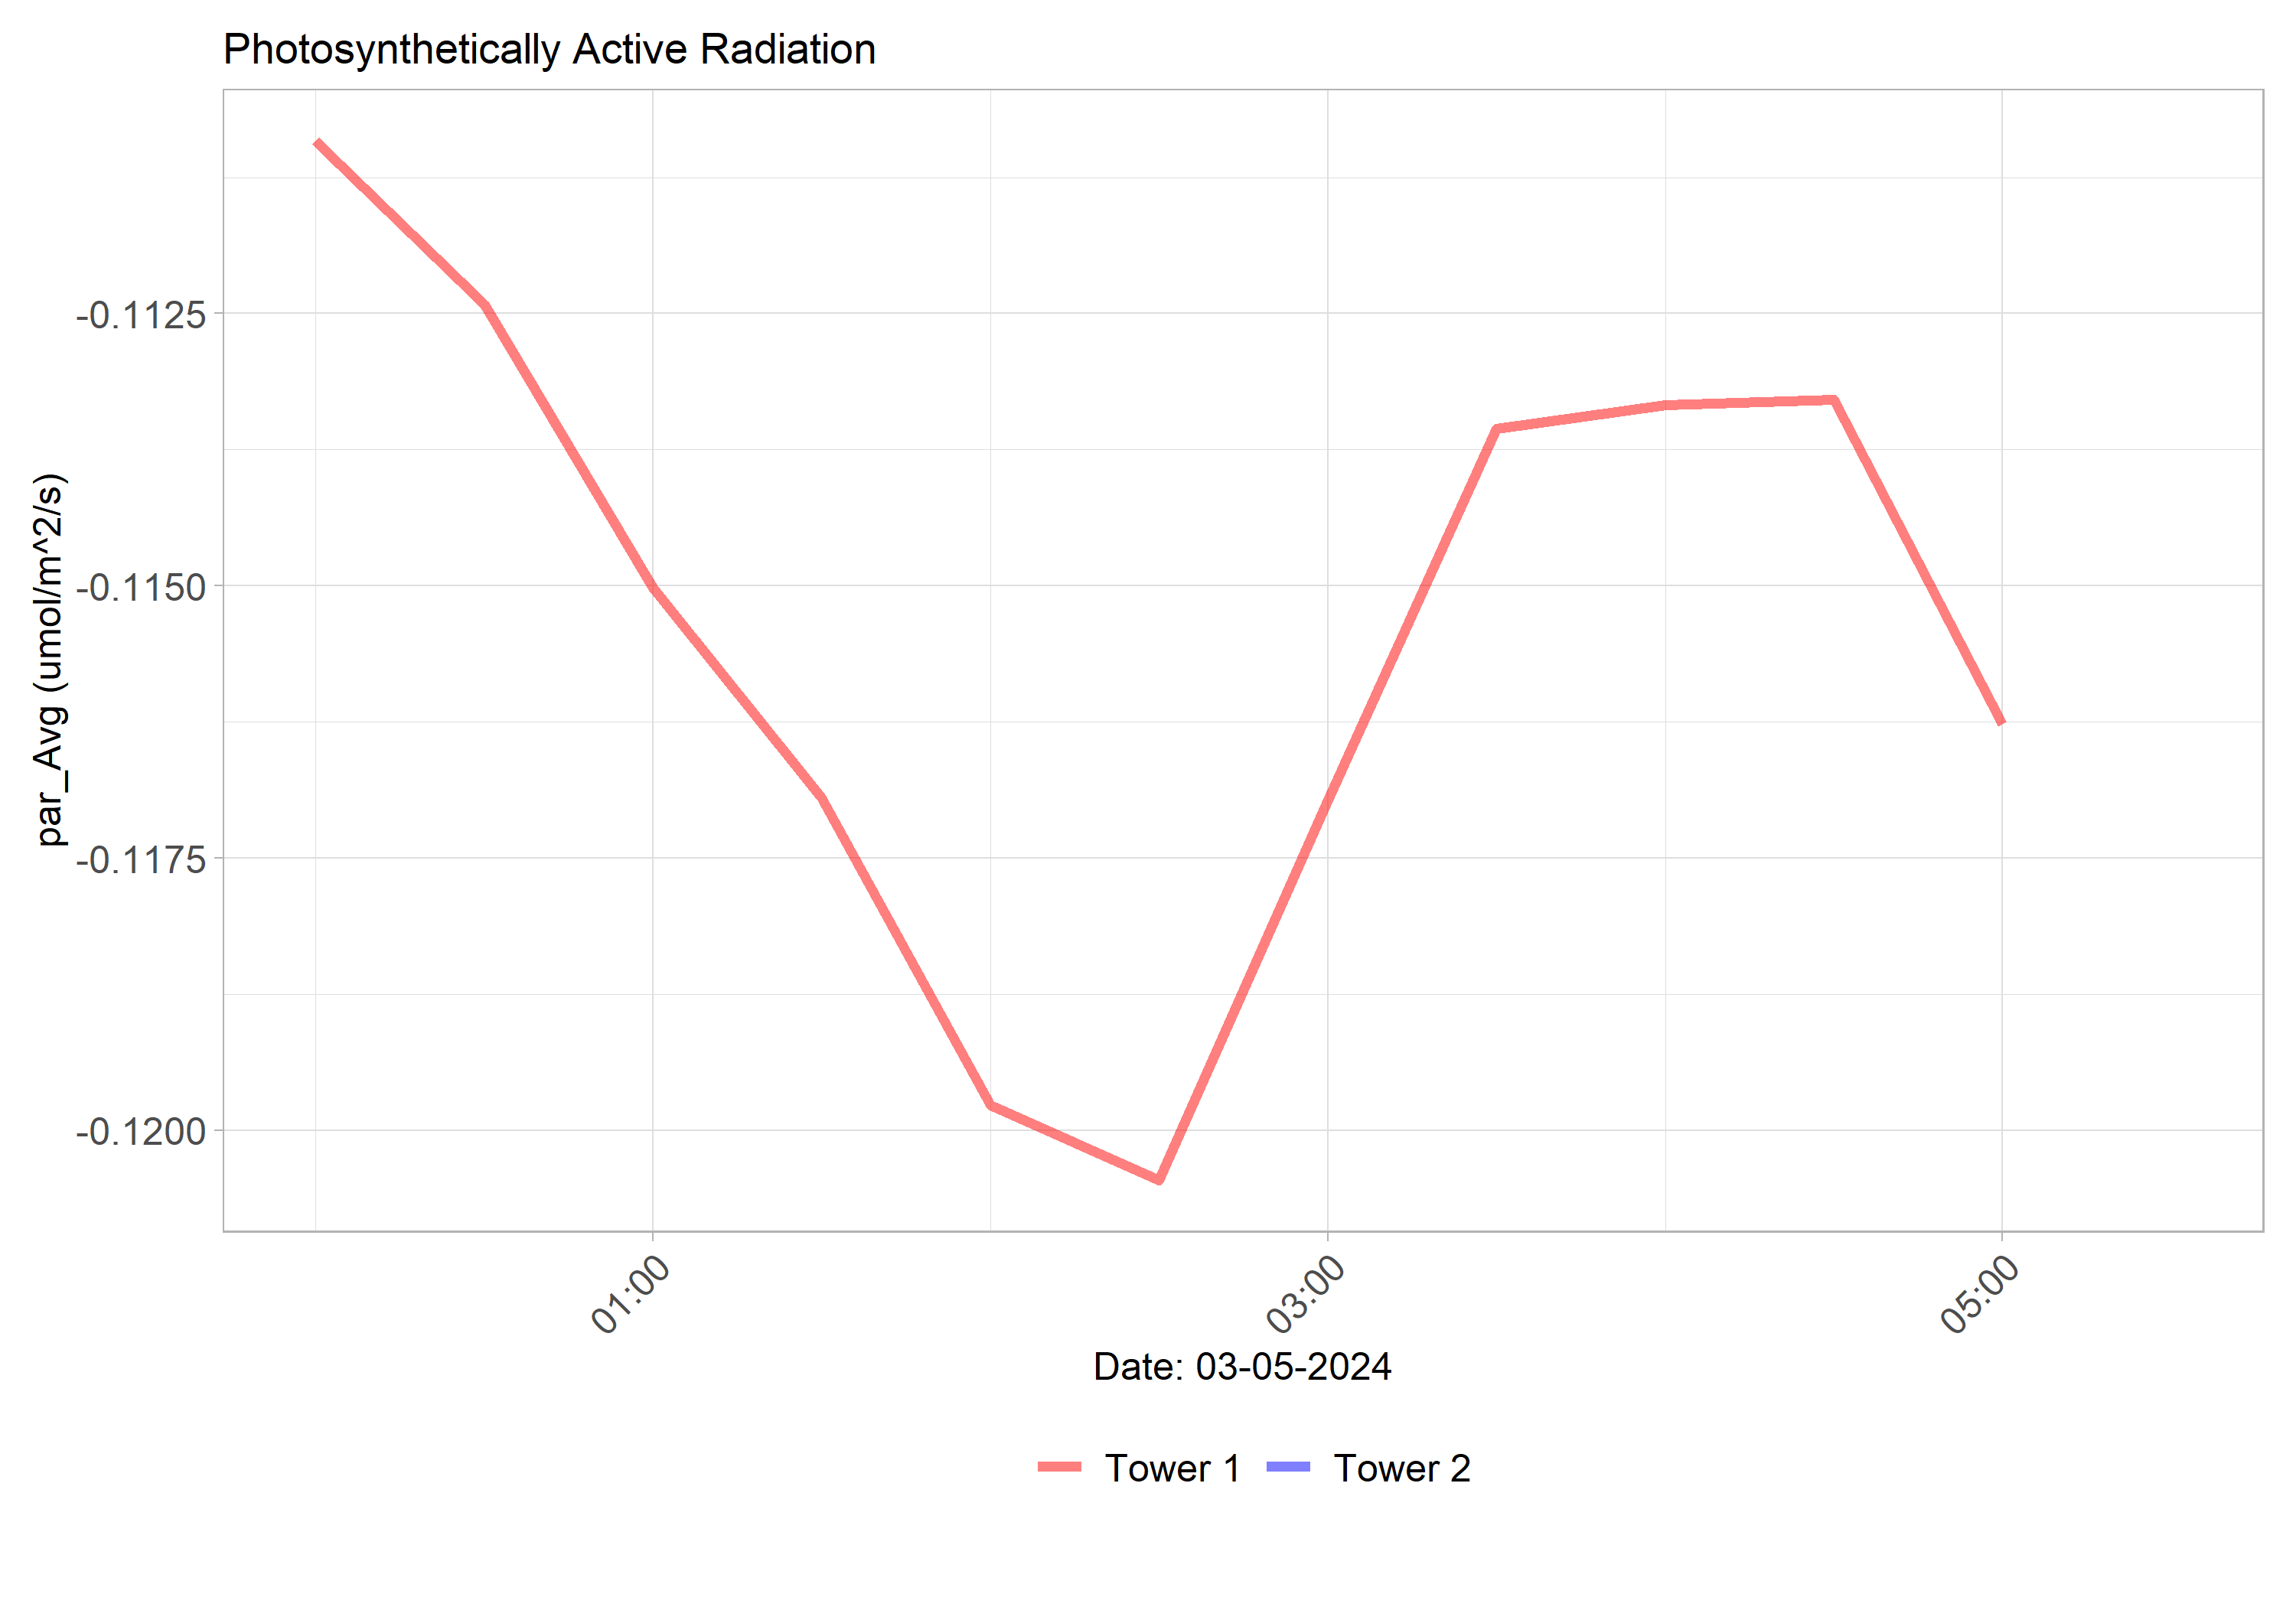 Photosynthetically Active Radiation
par_Avg (umol/m^2/s)
-0.1125
-0.1150
-0.1175
-0.1200
01:00
03:00
05:00
Date: 03-05-2024
Tower 1
Tower 2